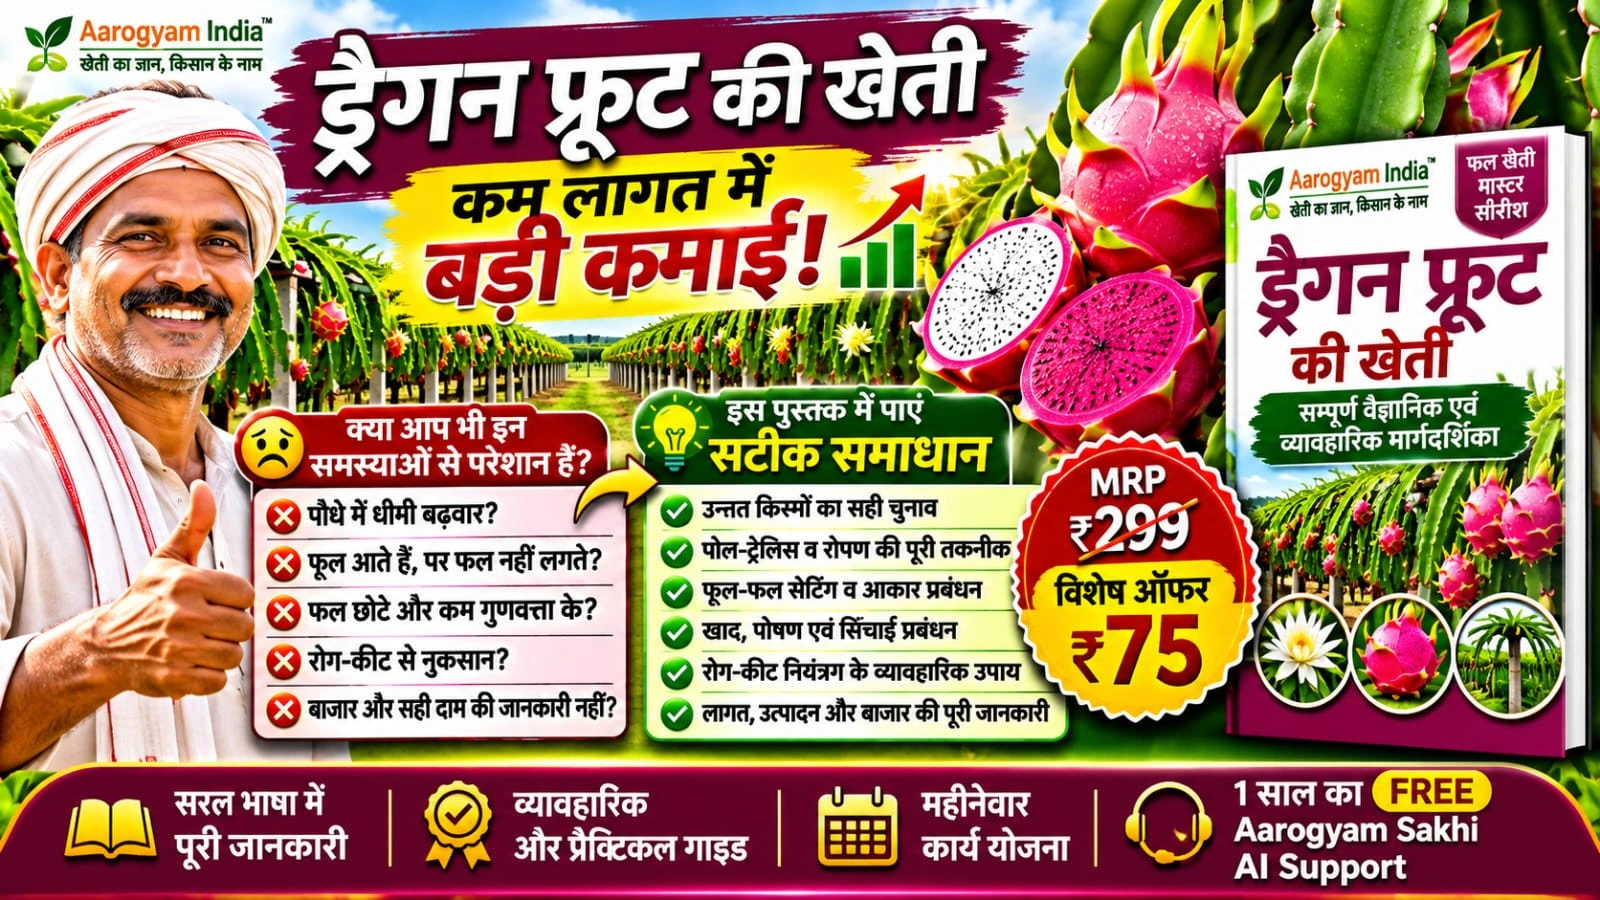 Aarogyam India™
खेती का जान, किसान के नाम
ड्रैगन फ्रूट की खेती
कम लागत में
बड़ी कमाई!
क्या आप भी इन
समस्याओं से परेशान हैं?
पौधे में धीमी बढ़वार?
फूल आते हैं, पर फल नहीं लगते?
फल छोटे और कम गुणवत्ता के?
रोग-कीट से नुकसान?
बाजार और सही दाम की जानकारी नहीं?
इस पुस्तक में पाएं
सटीक समाधान
उन्नत किस्मों का सही चुनाव
पोल-ट्रेलिस व रोपण की पूरी तकनीक
फूल-फल सेटिंग व आकार प्रबंधन
खाद, पोषण एवं सिंचाई प्रबंधन
रोग-कीट नियंत्रग के व्यावहारिक उपाय
लागत, उत्पादन और बाजार की पूरी जानकारी
MRP
₹299
विशेष ऑफर
₹75
Aarogyam India™
खेती का जान, किसान के नाम
फल खैती
मास्टर
सीरीश
ड्रैगन फ्रूट
की खेती
सम्पूर्ण वैज्ञानिक एवं
व्यावहारिक मार्गदर्शिका
सरल भाषा में
पूरी जानकारी
व्यावहारिक
और प्रैक्टिकल गाइड
महीनेवार
कार्य योजना
1 साल का FREE
Aarogyam Sakhi
AI Support